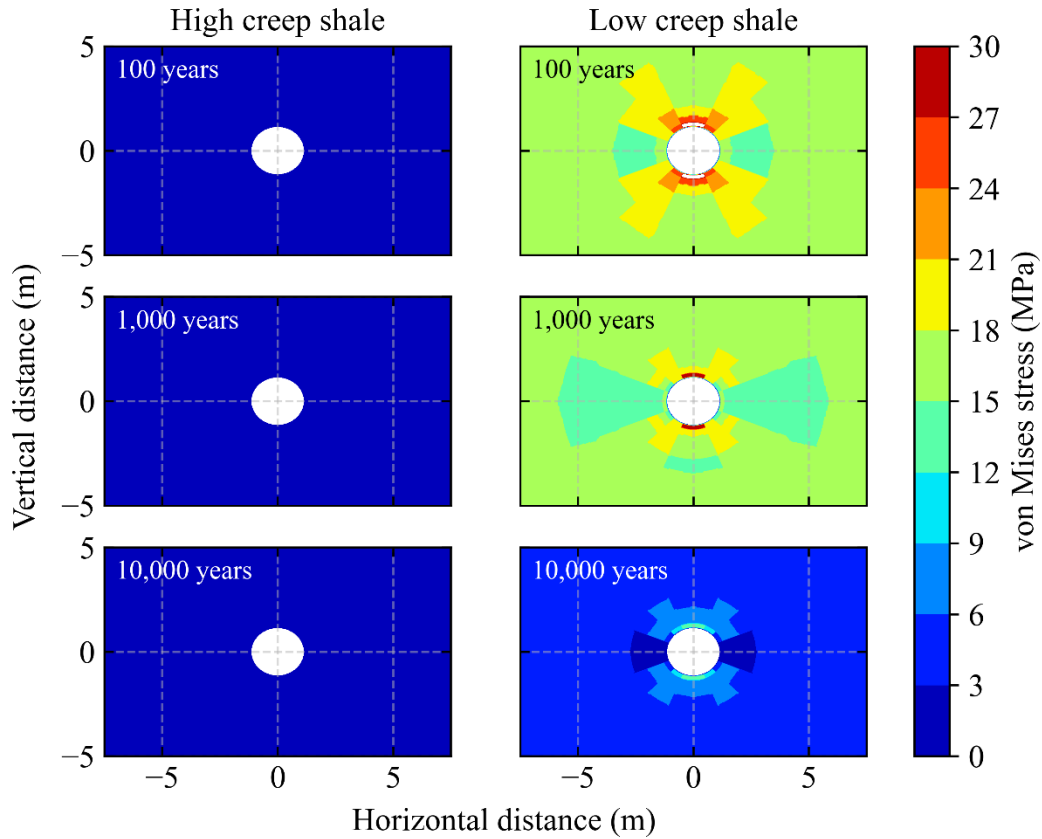 High creep shale
Low creep shale
5
100 years
0
−5
100 years
5
1,000 years
0
−5
1,000 years
5
10,000 years
0
−5
−5
0
5
10,000 years
−5
0
5
Vertical distance (m)
Horizontal distance (m)
30
27
24
21
18
15
12
9
6
3
0
von Mises stress (MPa)